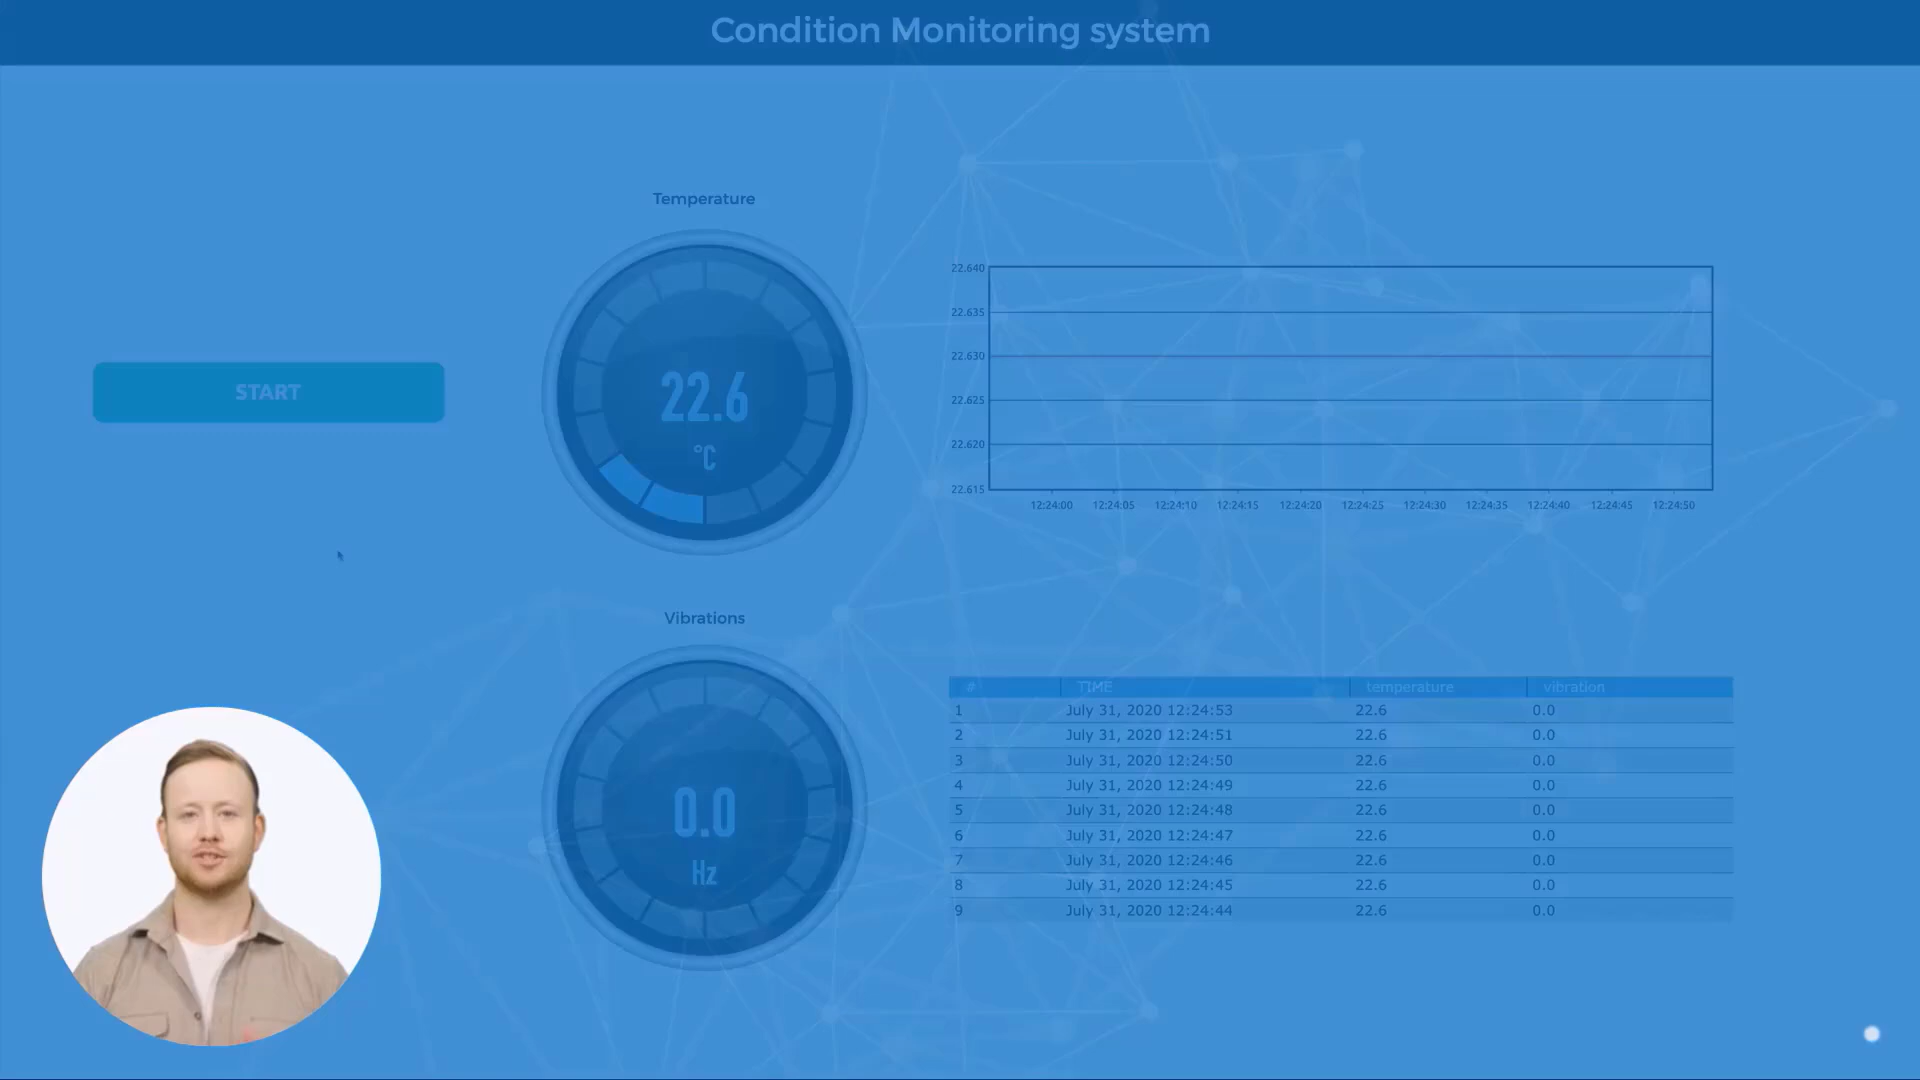 Condition Monitoring system
START
Temperature
22.6
°C
Vibrations
0.0
Hz
22.640
22.635
22.630
22.625
22.620
22.615
12:24:00 12:24:05 12:24:10 12:24:15 12:24:20 12:24:25 12:24:30 12:24:35 12:24:40 12:24:45 12:24:50
# TIME temperature vibration
1 July 31, 2020 12:24:53 22.6 0.0
2 July 31, 2020 12:24:51 22.6 0.0
3 July 31, 2020 12:24:50 22.6 0.0
4 July 31, 2020 12:24:49 22.6 0.0
5 July 31, 2020 12:24:48 22.6 0.0
6 July 31, 2020 12:24:47 22.6 0.0
7 July 31, 2020 12:24:46 22.6 0.0
8 July 31, 2020 12:24:45 22.6 0.0
9 July 31, 2020 12:24:44 22.6 0.0